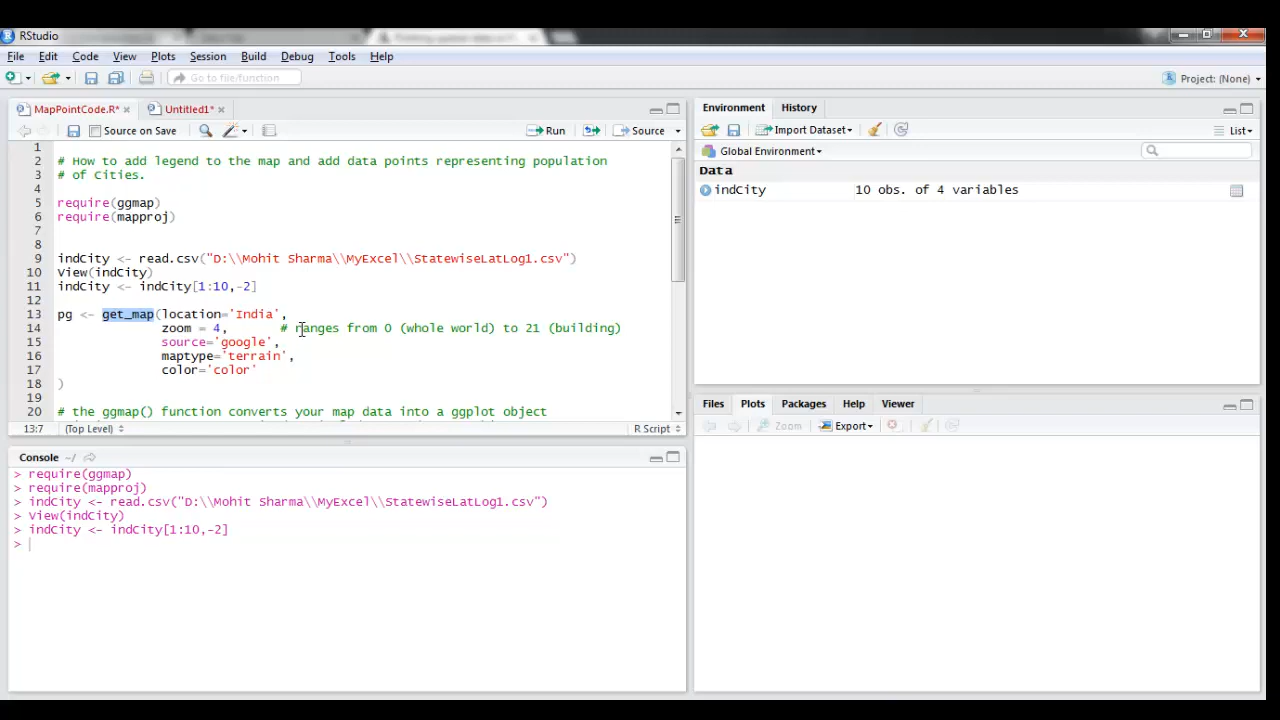 RStudio
File Edit Code View Plots Session Build Debug Tools Help
Go to file/function
Project: (None)
MapPointCode.R*
Untitled1*
Source on Save
Run
Source
1
2 # How to add legend to the map and add data points representing population
3 # of Cities.
4
5 require(ggmap)
6 require(mapproj)
7
8
9 indCity <- read.csv("D:\\Mohit Sharma\\MyExcel\\StatewiseLatLog1.csv")
10 View(indCity)
11 indCity <- indCity[1:10,-2]
12
13 pg <- get_map(location='India',
14 zoom = 4, # ranges from 0 (whole world) to 21 (building)
15 source='google',
16 maptype='terrain',
17 color='color'
18 )
19
20 # the ggmap() function converts your map data into a ggplot object
13:7 (Top Level) R Script
Console ~/
> require(ggmap)
> require(mapproj)
> indCity <- read.csv("D:\\Mohit Sharma\\MyExcel\\StatewiseLatLog1.csv")
> View(indCity)
> indCity <- indCity[1:10,-2]
>
Environment History
Import Dataset List
Global Environment
Data
indCity 10 obs. of 4 variables
Files Plots Packages Help Viewer
Zoom Export